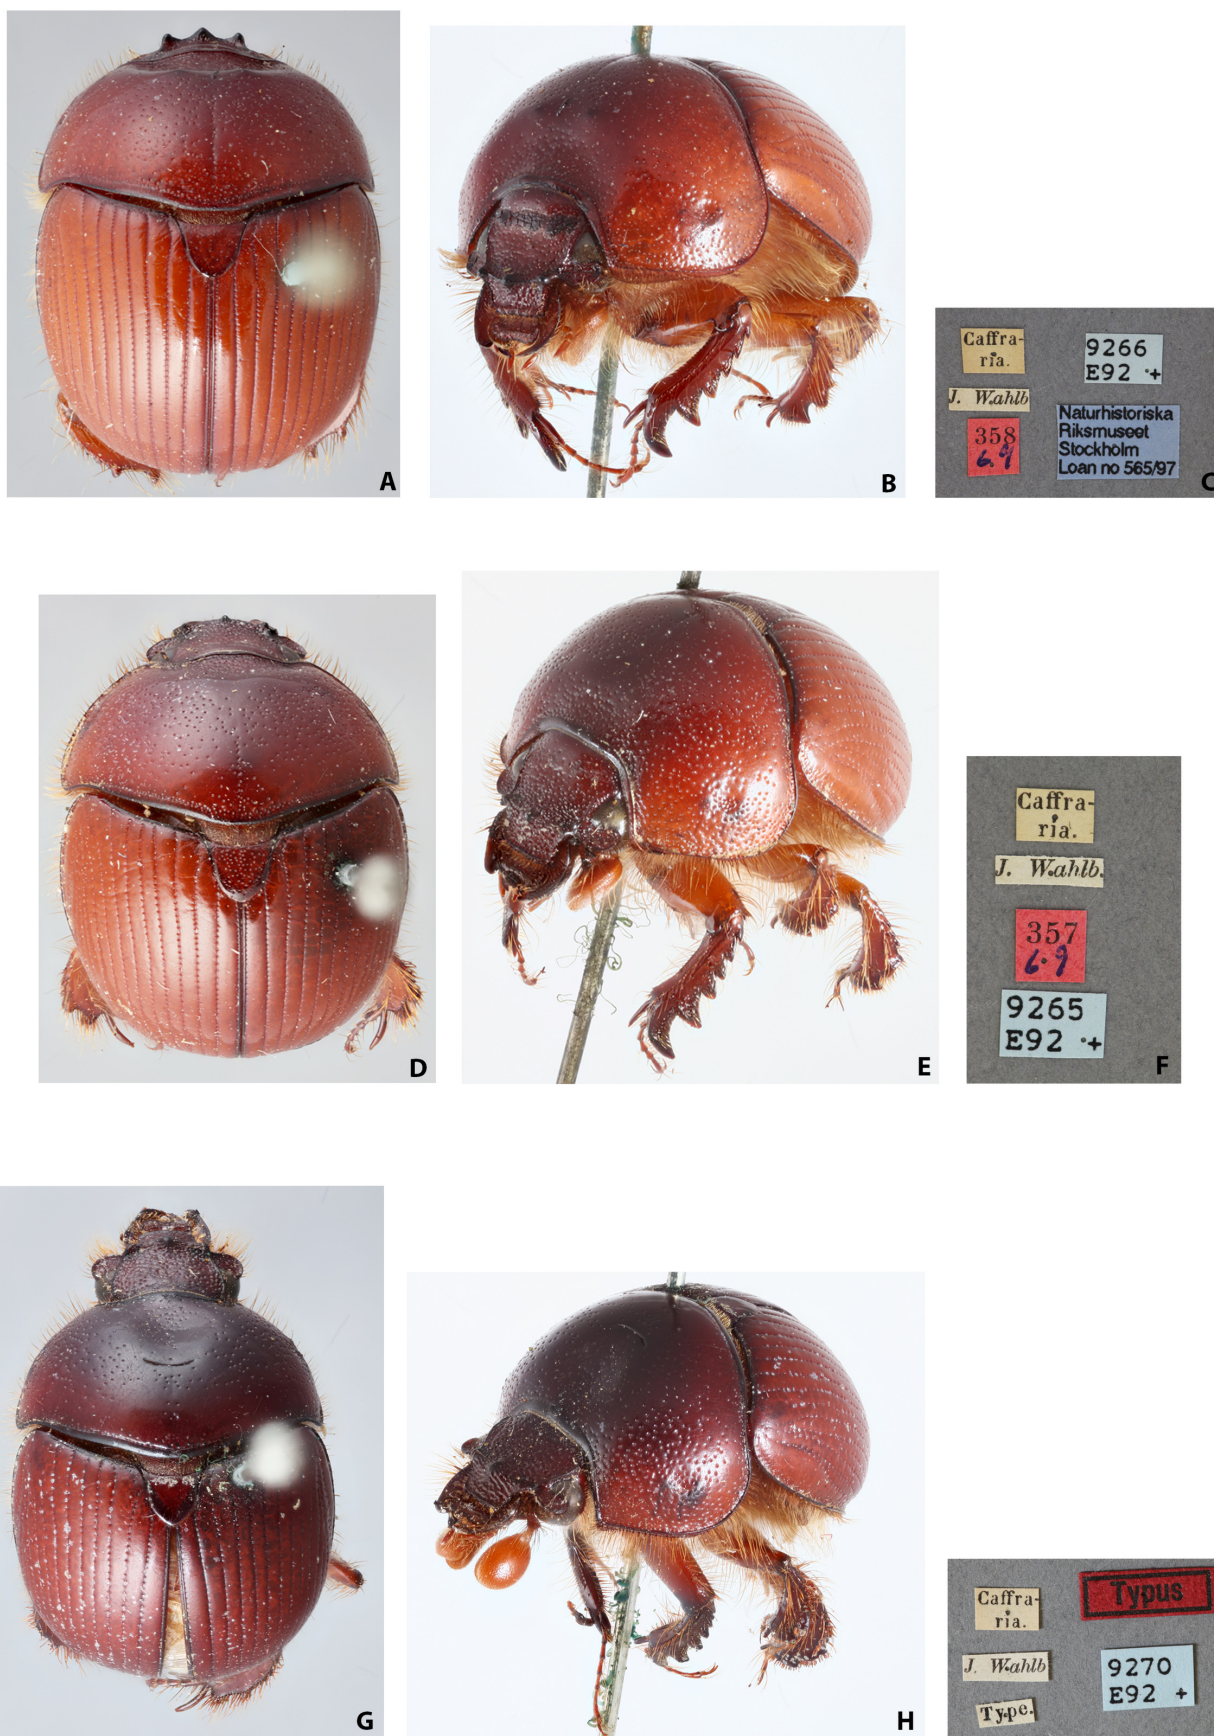 A
B
Caffra-
ria.
J. Wahlb
358
6.9
9266
E92 +
Naturhistoriska
Riksmuseet
Stockholm
Loan no 565/97
C
D
E
Caffra-
ria.
J. Wahlb.
357
6.9
9265
E92 +
F
G
H
Caffra-
ria.
J. Wahlb
Type.
Typus
9270
E92 +